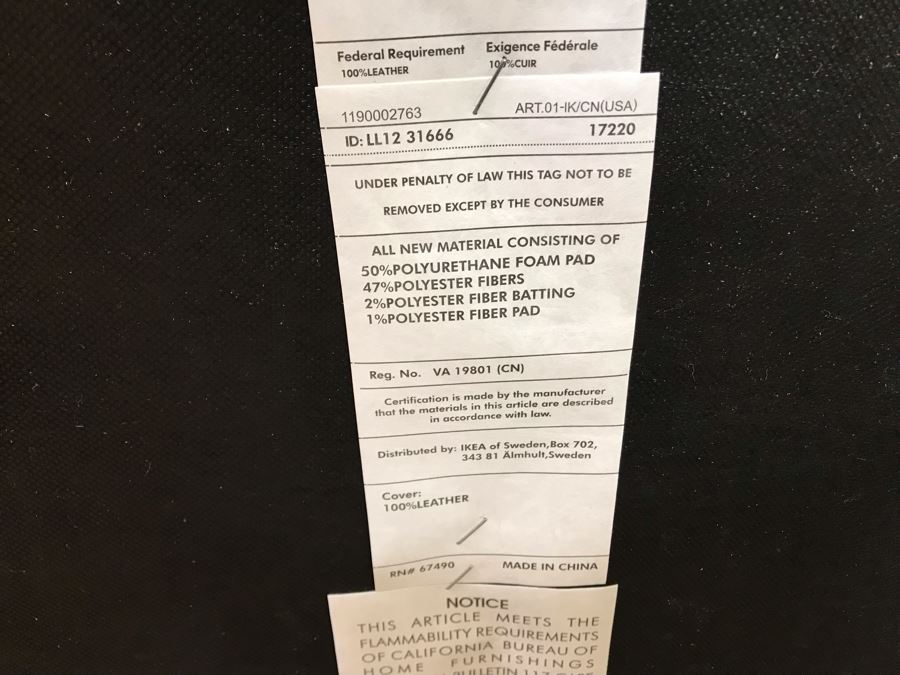 Federal Requirement Exigence Fédérale
100%LEATHER 100%CUIR
1190002763 ART.01-IK/CN(USA)
ID: LL12 31666 17220
UNDER PENALTY OF LAW THIS TAG NOT TO BE
REMOVED EXCEPT BY THE CONSUMER
ALL NEW MATERIAL CONSISTING OF
50%POLYURETHANE FOAM PAD
47%POLYESTER FIBERS
2%POLYESTER FIBER BATTING
1%POLYESTER FIBER PAD
Reg. No. VA 19801 (CN)
Certification is made by the manufacturer
that the materials in this article are described
in accordance with law.
Distributed by: IKEA of Sweden,Box 702,
343 81 Älmhult,Sweden
Cover:
100%LEATHER
RN# 67490 MADE IN CHINA
NOTICE
THIS ARTICLE MEETS THE
FLAMMABILITY REQUIREMENTS
OF CALIFORNIA BUREAU OF
HOME FURNISHINGS
BULLETIN